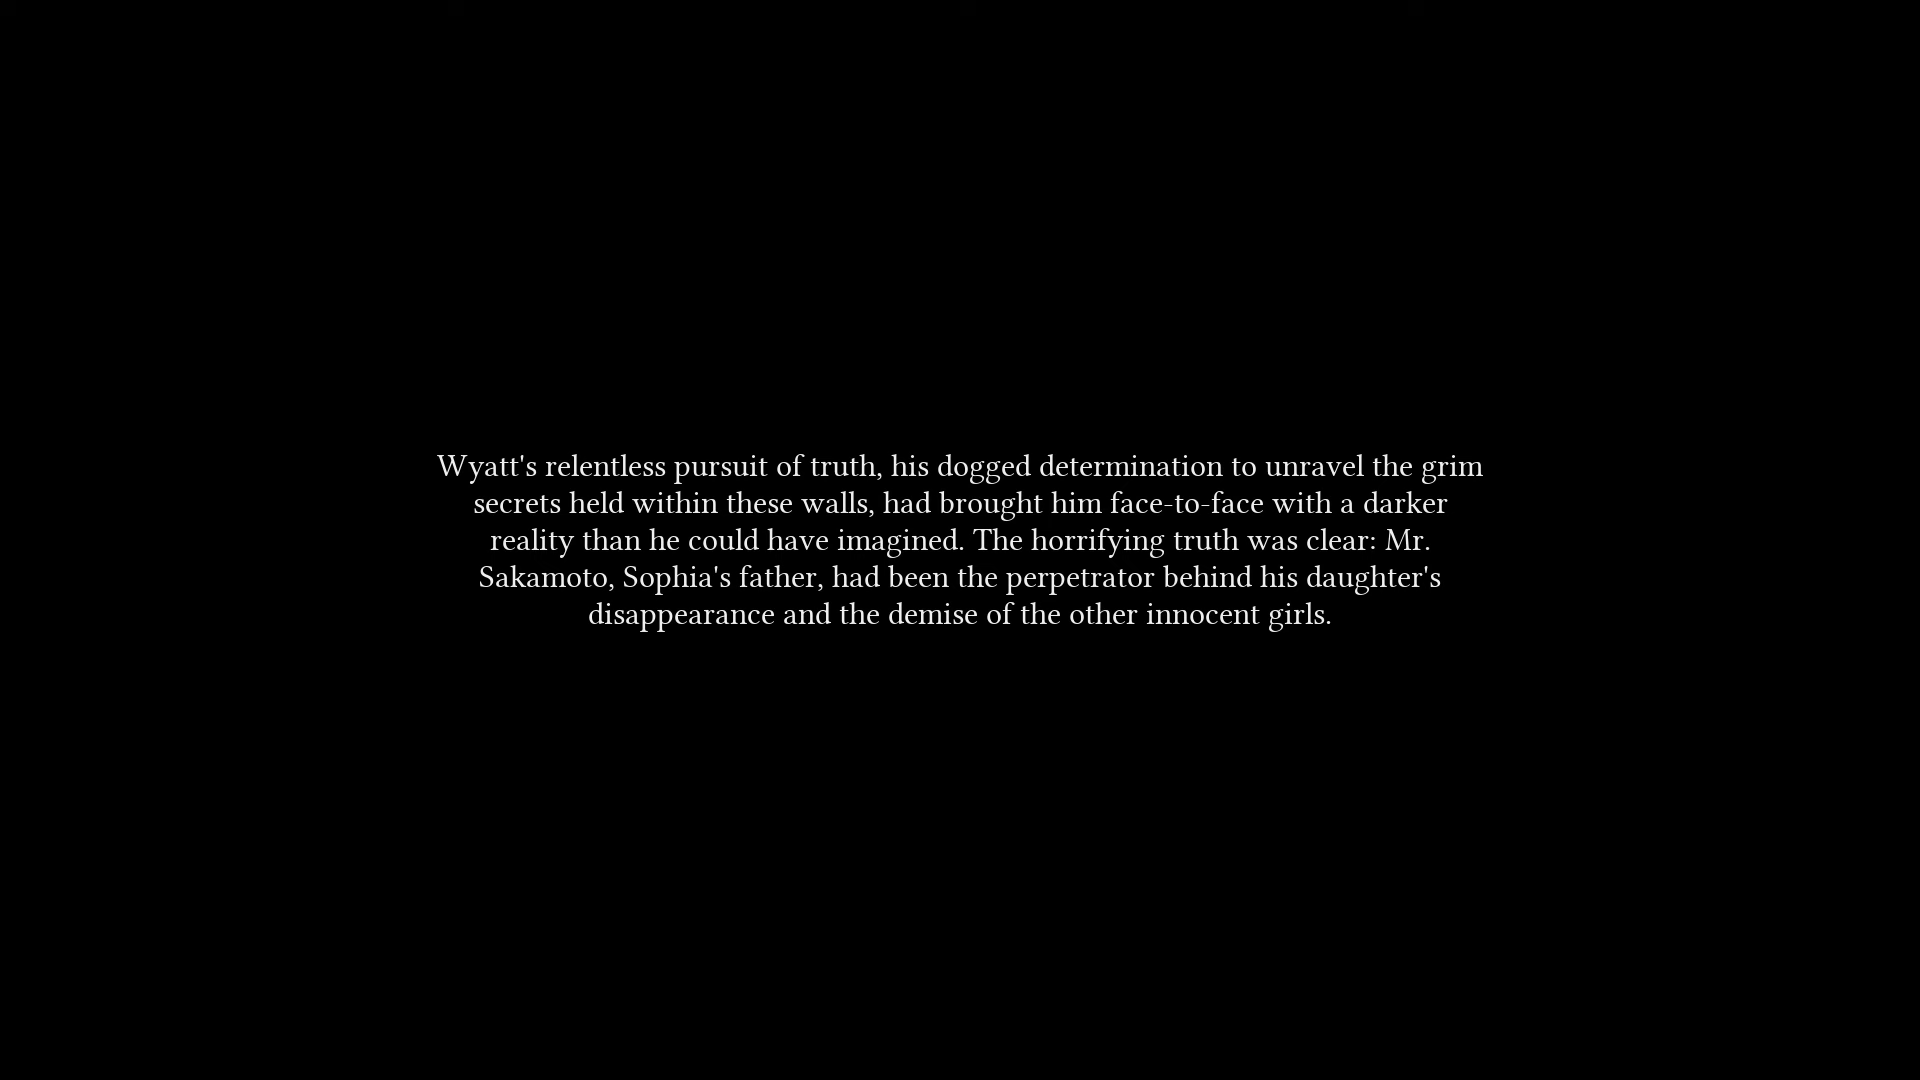 Wyatt's relentless pursuit of truth, his dogged determination to unravel the grim
secrets held within these walls, had brought him face-to-face with a darker
reality than he could have imagined. The horrifying truth was clear: Mr.
Sakamoto, Sophia's father, had been the perpetrator behind his daughter's
disappearance and the demise of the other innocent girls.